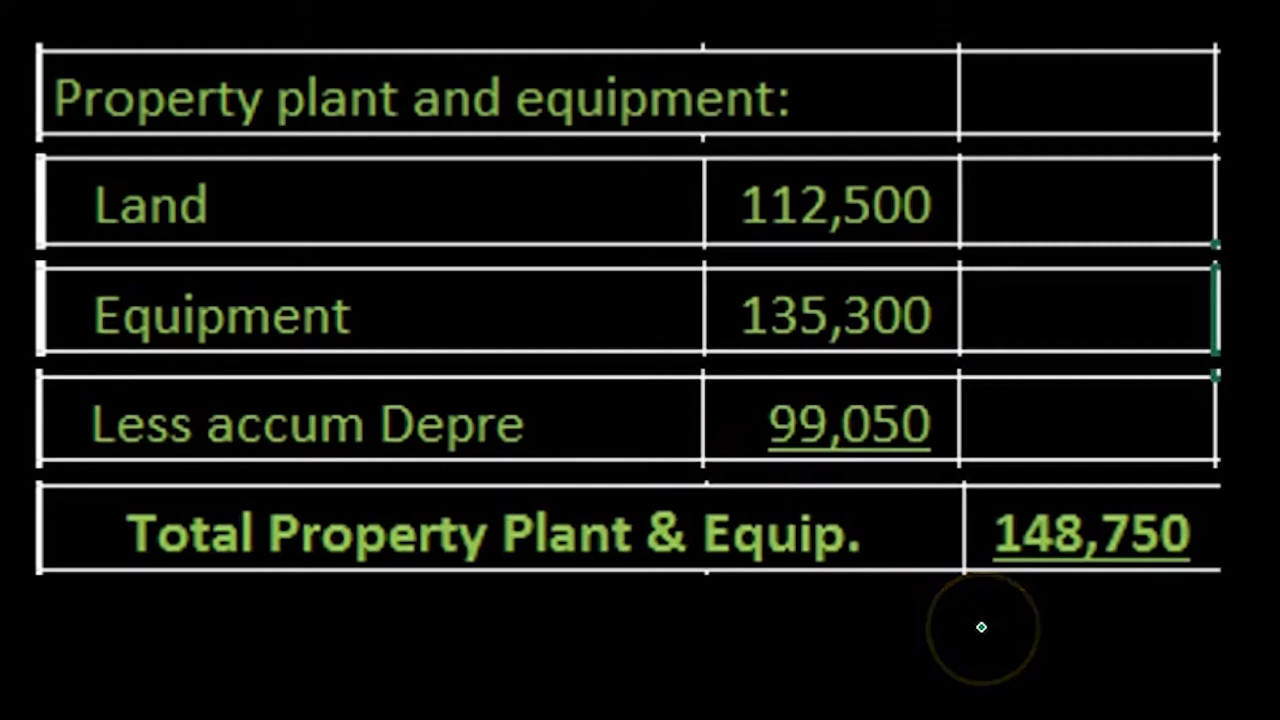 Property plant and equipment:
Land 112,500
Equipment 135,300
Less accum Depre 99,050
Total Property Plant & Equip. 148,750